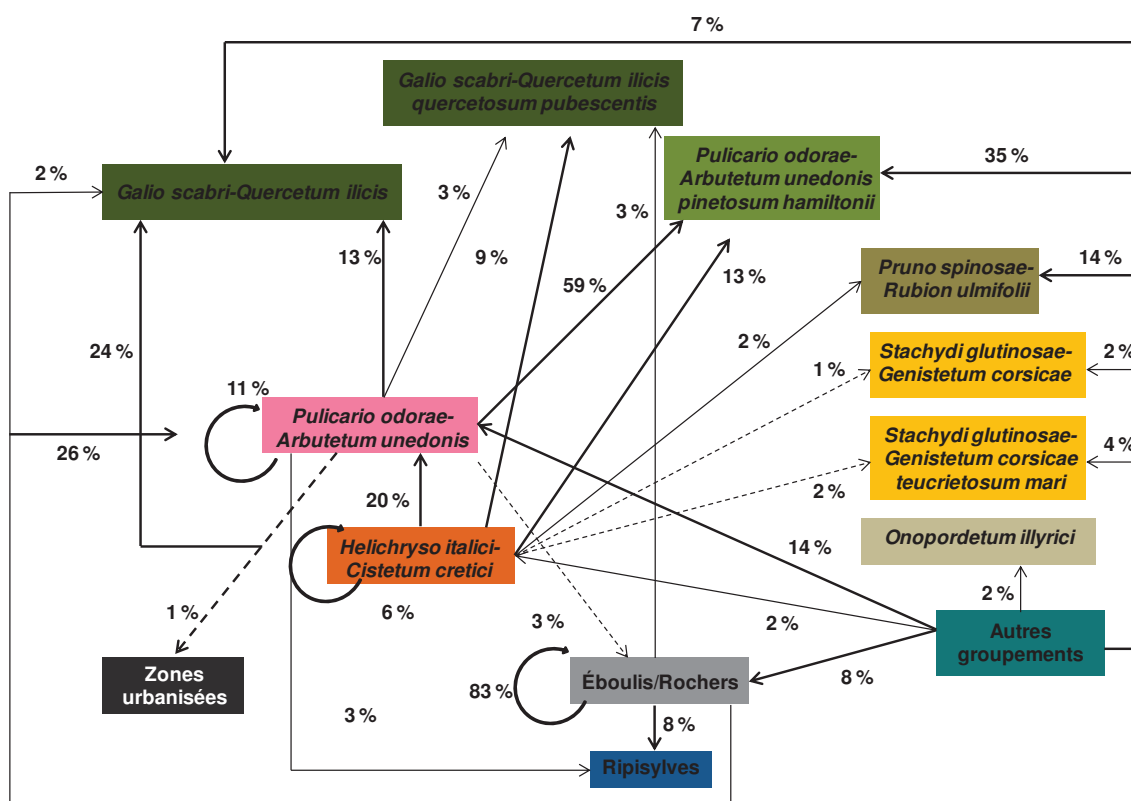 7 %
Galio scabri-Quercetum ilicis
quercetosum pubescentis
Pulicario odorae-
Arbutetum unedonis
pinetosum hamiltonii
35 %
2 %
Galio scabri-Quercetum ilicis
3 %
3 %
13 %
9 %
59 %
13 %
Pruno spinosae-
Rubion ulmifolii
14 %
24 %
2 %
1 %
Stachydi glutinosae-
Genistetum corsicae
2 %
11 %
Pulicario odorae-
Arbutetum unedonis
26 %
Stachydi glutinosae-
Genistetum corsicae
teucrietosum mari
4 %
20 %
2 %
Helichryso italici-
Cistetum cretici
14 %
Onopordetum illyrici
6 %
1 %
3 %
2 %
2 %
Autres
groupements
Zones
urbanisées
83 %
Éboulis/Rochers
8 %
3 %
8 %
Ripisylves